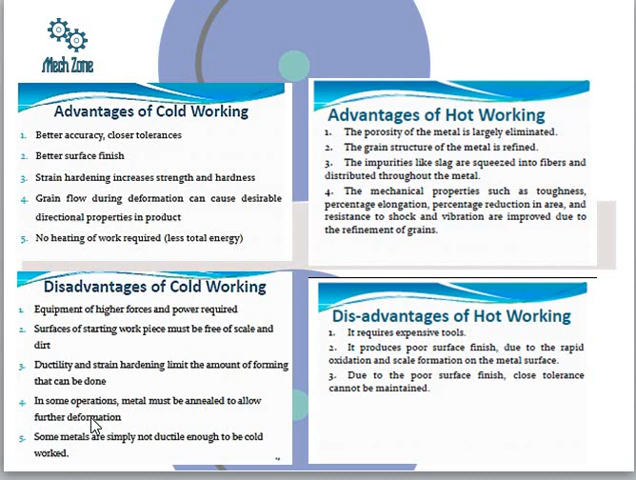 Mech Zone
Advantages of Cold Working
1. Better accuracy, closer tolerances
2. Better surface finish
3. Strain hardening increases strength and hardness
4. Grain flow during deformation can cause desirable
directional properties in product
5. No heating of work required (less total energy)
Advantages of Hot Working
1. The porosity of the metal is largely eliminated.
2. The grain structure of the metal is refined.
3. The impurities like slag are squeezed into fibers and
distributed throughout the metal.
4. The mechanical properties such as toughness,
percentage elongation, percentage reduction in area, and
resistance to shock and vibration are improved due to
the refinement of grains.
Disadvantages of Cold Working
1. Equipment of higher forces and power required
2. Surfaces of starting work piece must be free of scale and
dirt
3. Ductility and strain hardening limit the amount of forming
that can be done
4. In some operations, metal must be annealed to allow
further deformation
5. Some metals are simply not ductile enough to be cold
worked.
Dis-advantages of Hot Working
1. It requires expensive tools.
2. It produces poor surface finish, due to the rapid
oxidation and scale formation on the metal surface.
3. Due to the poor surface finish, close tolerance
cannot be maintained.